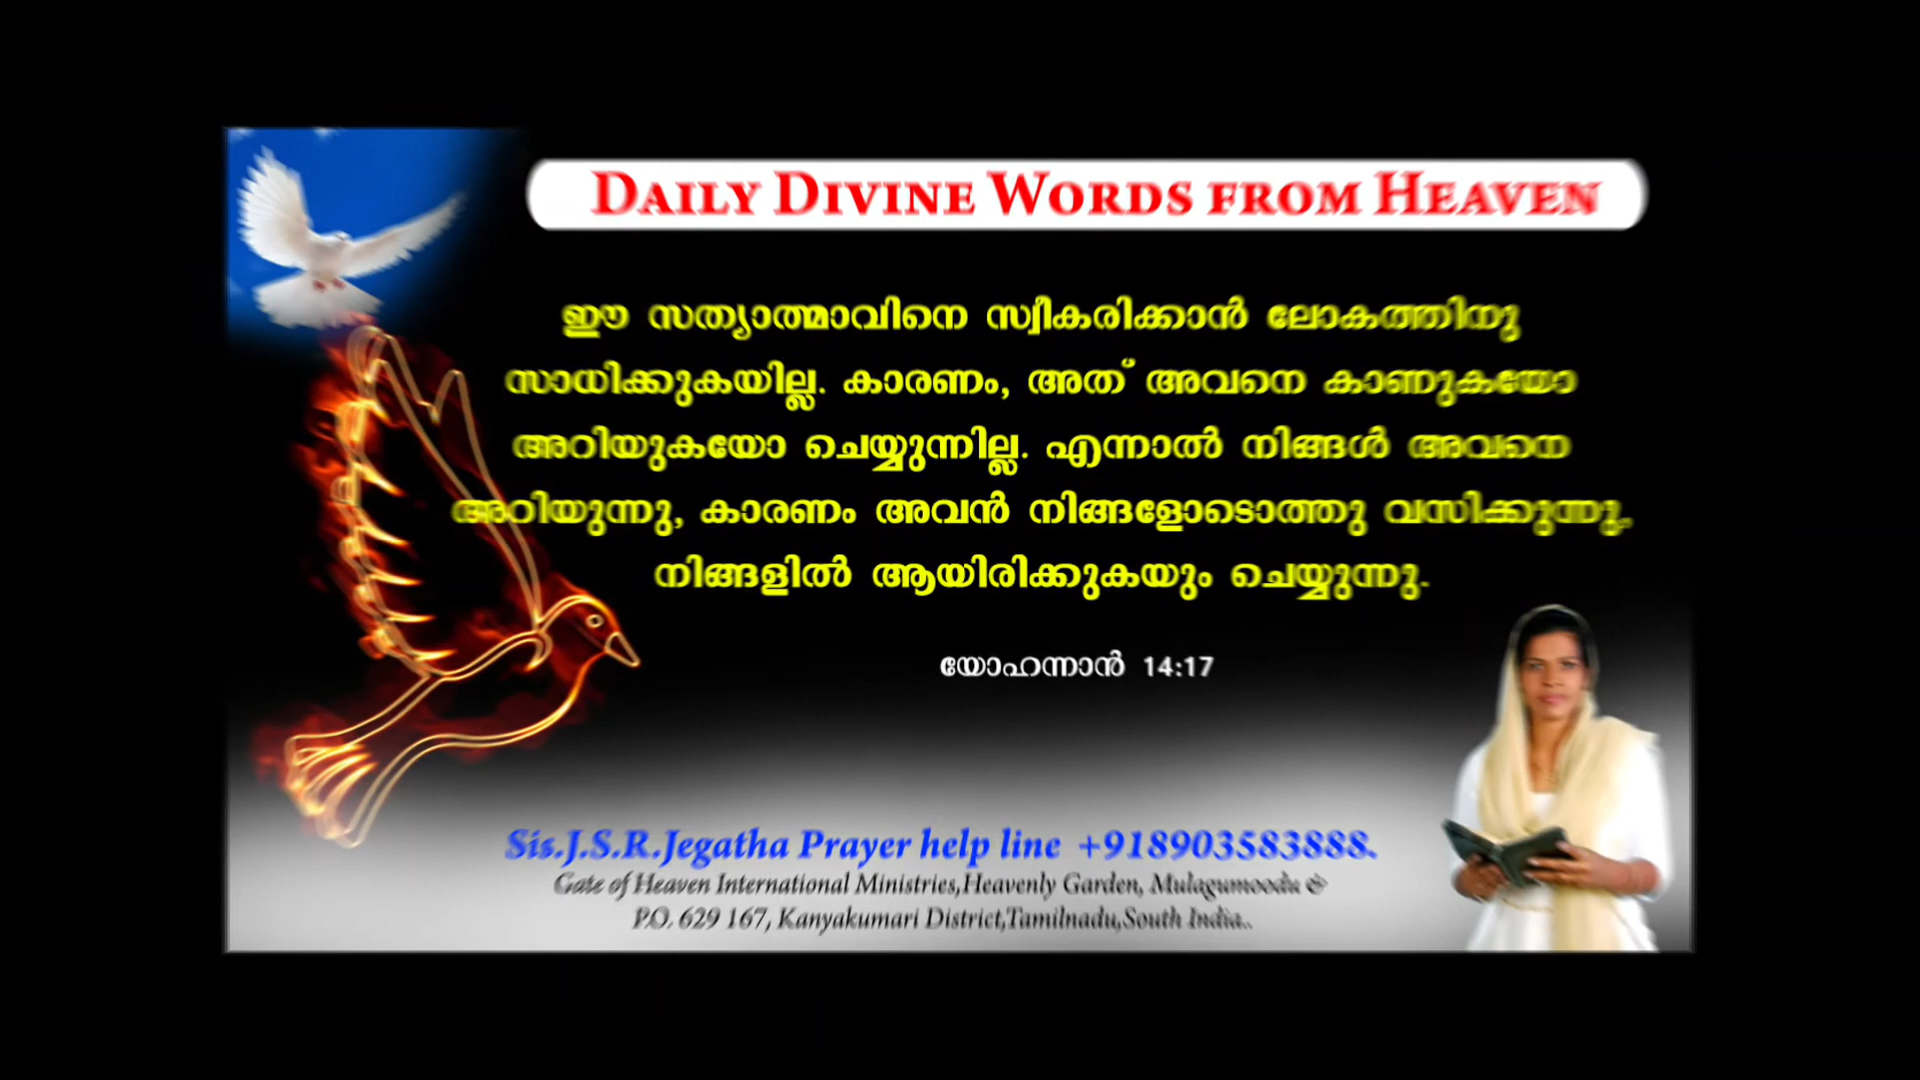 DAILY DIVINE WORDS FROM HEAVEN
ഈ സത്യാത്മാവിനെ സ്വീകരിക്കാൻ ലോകത്തിനു
സാധിക്കുകയില്ല. കാരണം, അത് അവനെ കാണുകയോ
അറിയുകയോ ചെയ്യുന്നില്ല. എന്നാൽ നിങ്ങൾ അവനെ
അറിയുന്നു, കാരണം അവൻ നിങ്ങളോടൊത്തു വസിക്കുന്നു,
നിങ്ങളിൽ ആയിരിക്കുകയും ചെയ്യുന്നു.
യോഹന്നാൻ 14:17
Sis.J.S.R.Jegatha Prayer help line +918903583888.
Gate of Heaven International Ministries,Heavenly Garden, Mulagumoodu &
P.O. 629 167, Kanyakumari District,Tamilnadu,South India..